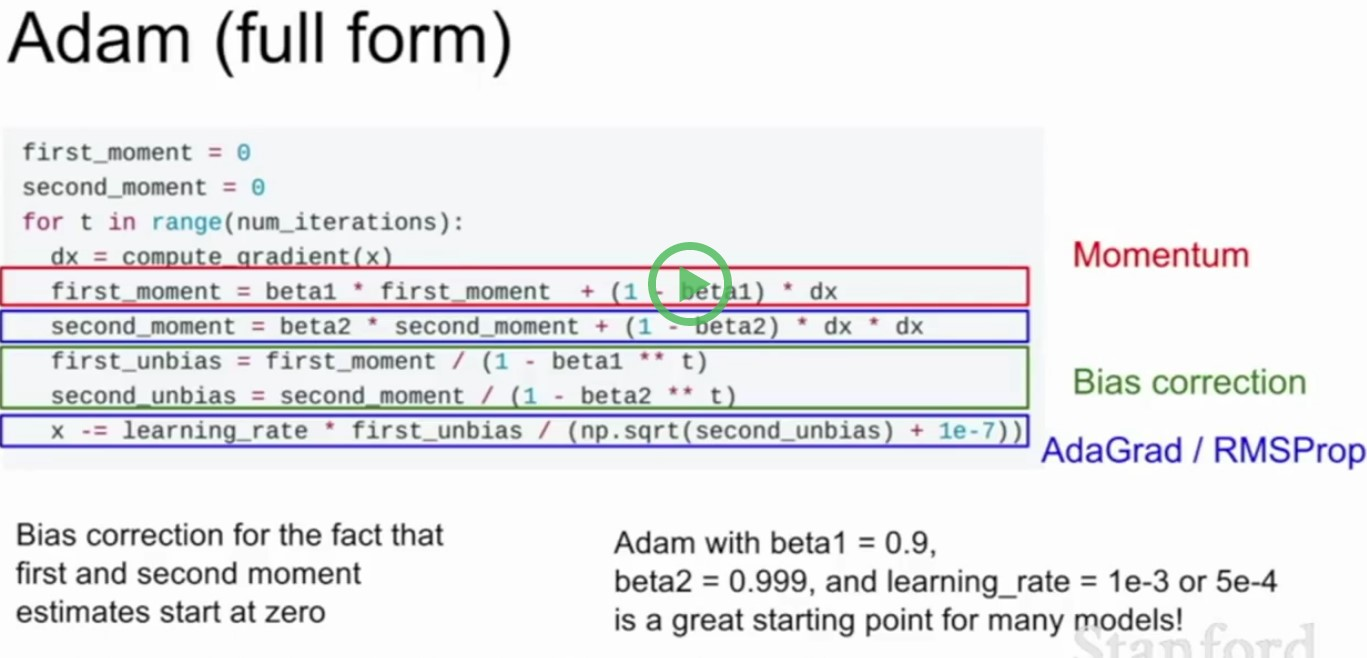 Adam (full form)
first_moment = 0
second_moment = 0
for t in range(num_iterations):
dx = compute_gradient(x)
first_moment = beta1 * first_moment + (1 - beta1) * dx
Momentum
second_moment = beta2 * second_moment + (1 - beta2) * dx * dx
first_unbias = first_moment / (1 - beta1 ** t)
second_unbias = second_moment / (1 - beta2 ** t)
Bias correction
x -= learning_rate * first_unbias / (np.sqrt(second_unbias) + 1e-7))
AdaGrad / RMSProp
Bias correction for the fact that
first and second moment
estimates start at zero
Adam with beta1 = 0.9,
beta2 = 0.999, and learning_rate = 1e-3 or 5e-4
is a great starting point for many models!
Stanford